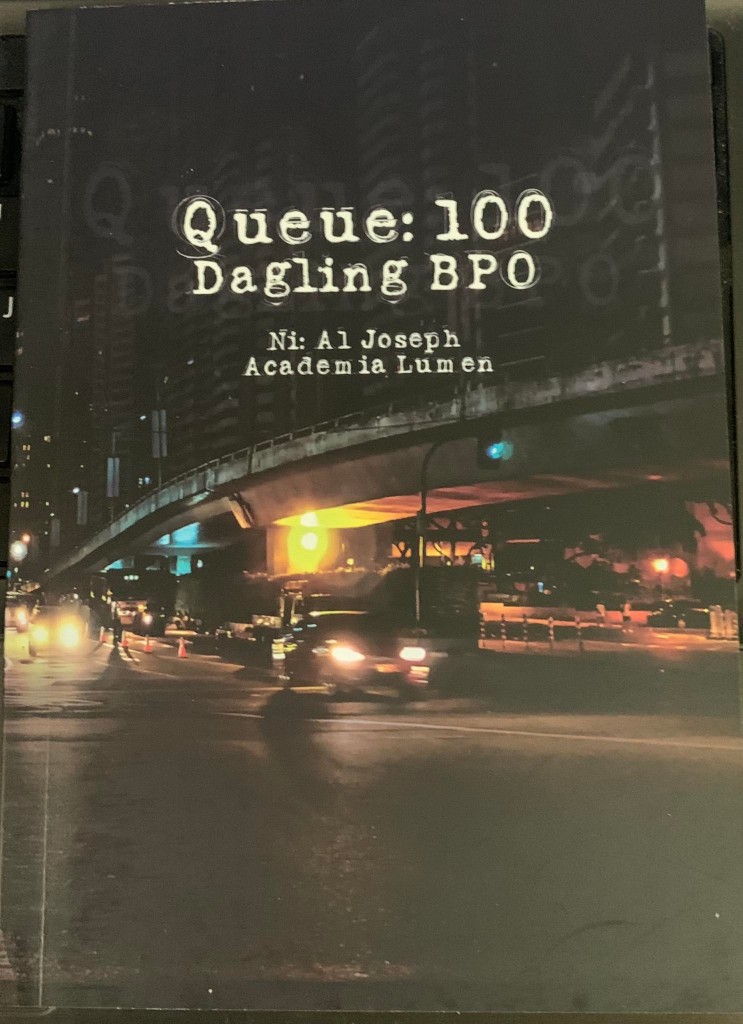 Queue: 100
Dagling BPO
Ni: Al Joseph
Academia Lumen
J